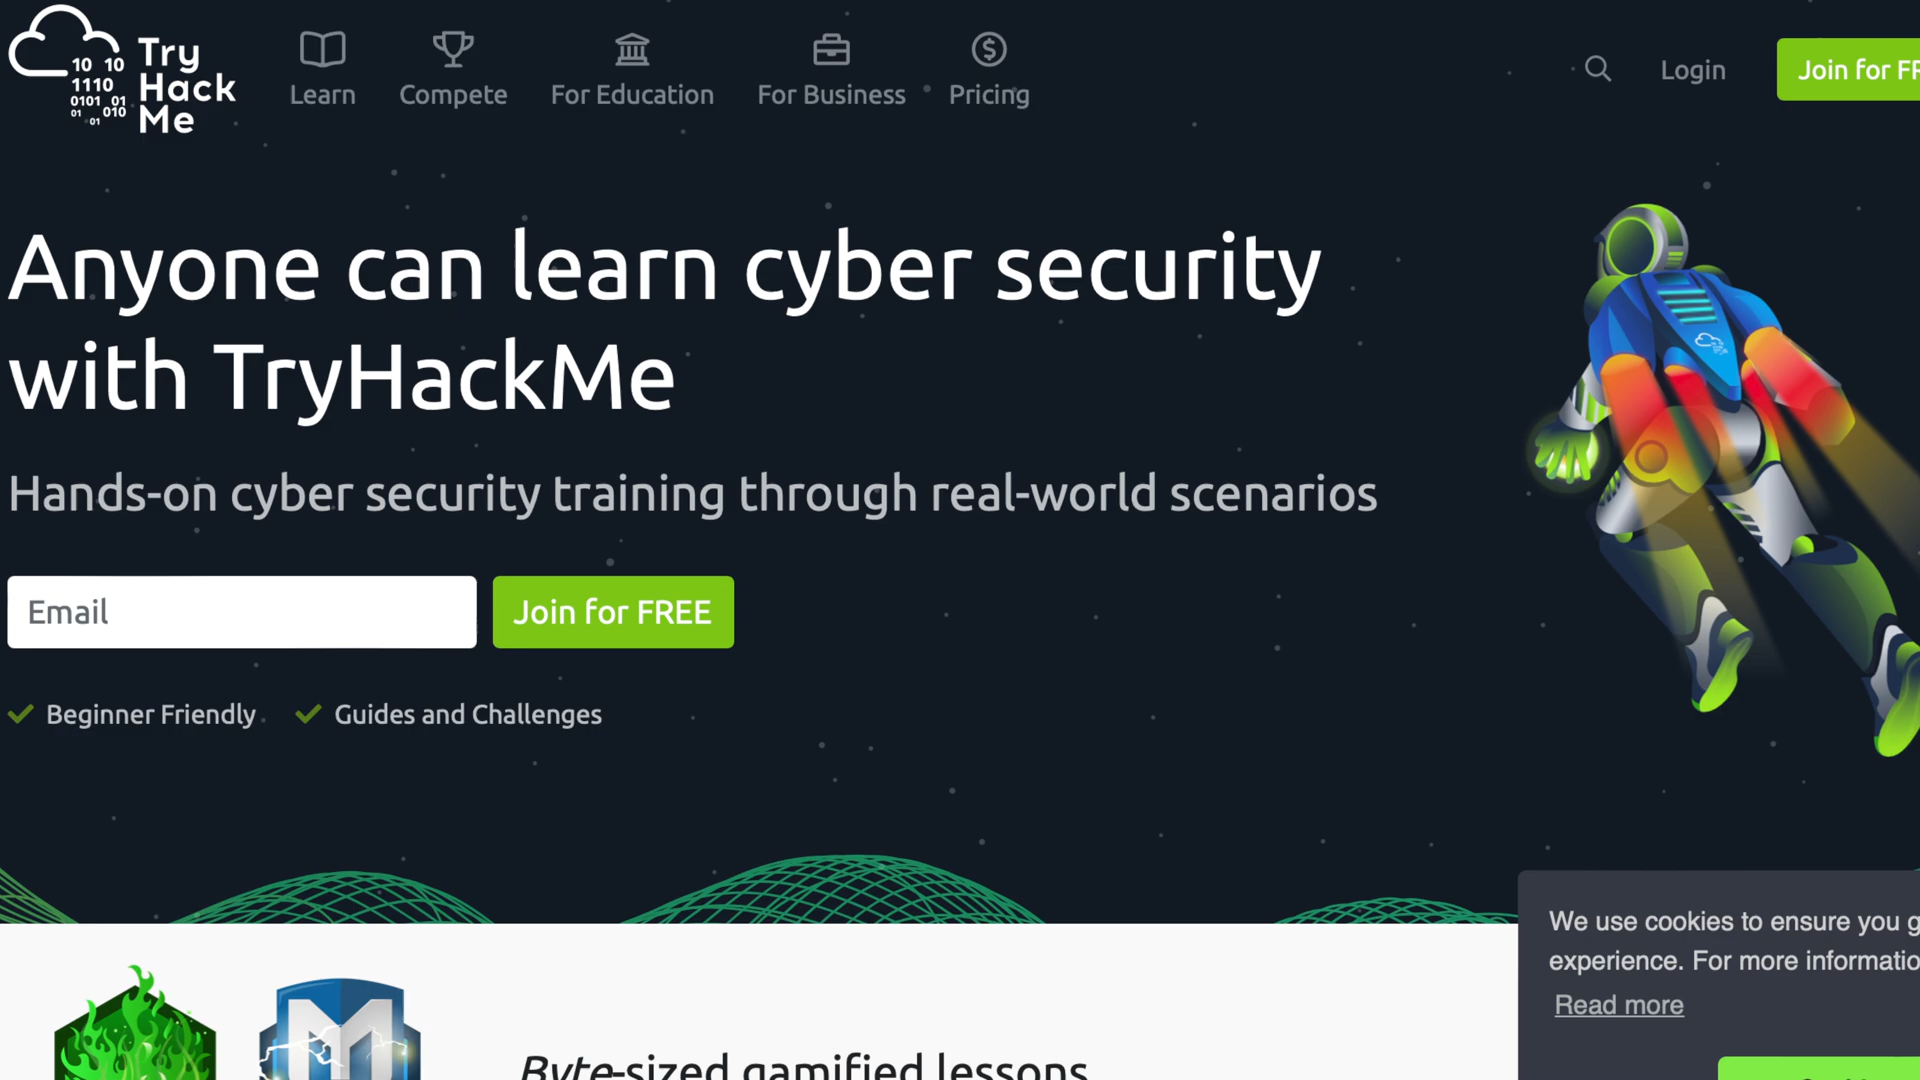 Try
Hack
Me
10 10
1110
0101 01
01 010
01
Learn
Compete
For Education
For Business
Pricing
Login
Join for
Anyone can learn cyber security
with TryHackMe
Hands-on cyber security training through real-world scenarios
Email
Join for FREE
Beginner Friendly
Guides and Challenges
We use cookies to ensure you
experience. For more
Read more
Byte-sized gamified lessons